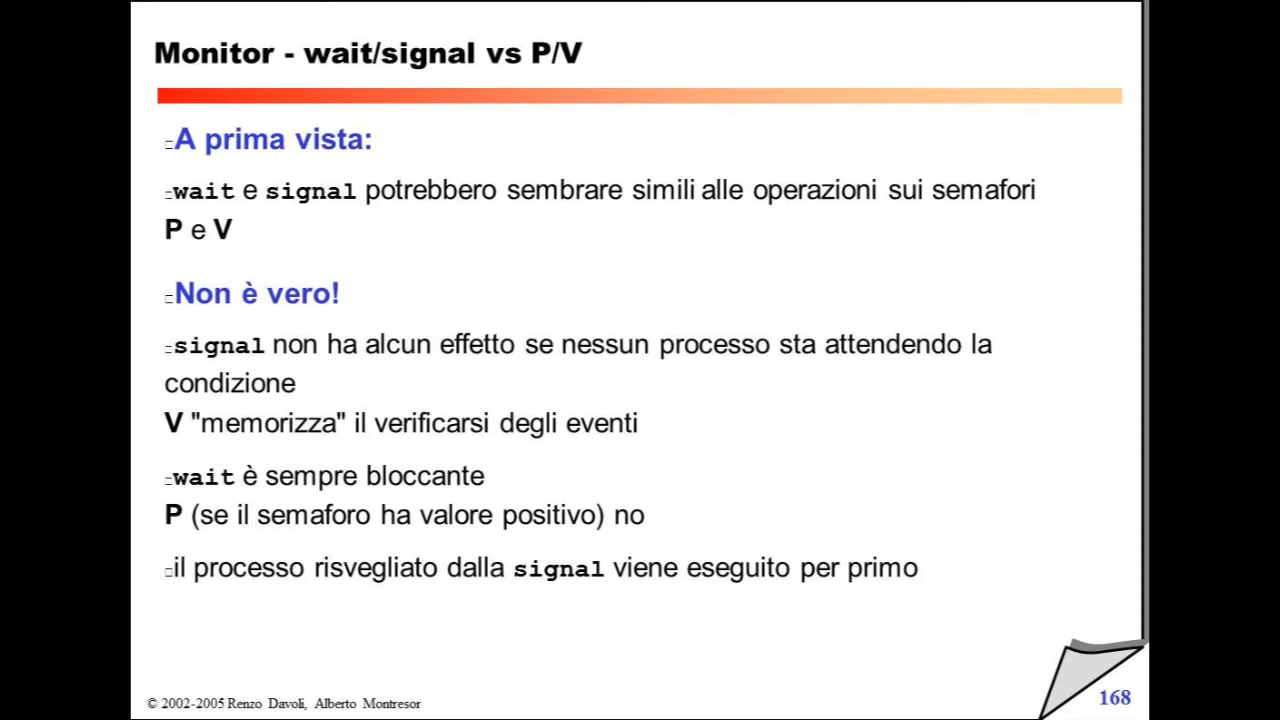 Monitor - wait/signal vs P/V
A prima vista:
wait e signal potrebbero sembrare simili alle operazioni sui semafori
P e V
Non è vero!
signal non ha alcun effetto se nessun processo sta attendendo la
condizione
V "memorizza" il verificarsi degli eventi
wait è sempre bloccante
P (se il semaforo ha valore positivo) no
il processo risvegliato dalla signal viene eseguito per primo
© 2002-2005 Renzo Davoli, Alberto Montresor
168